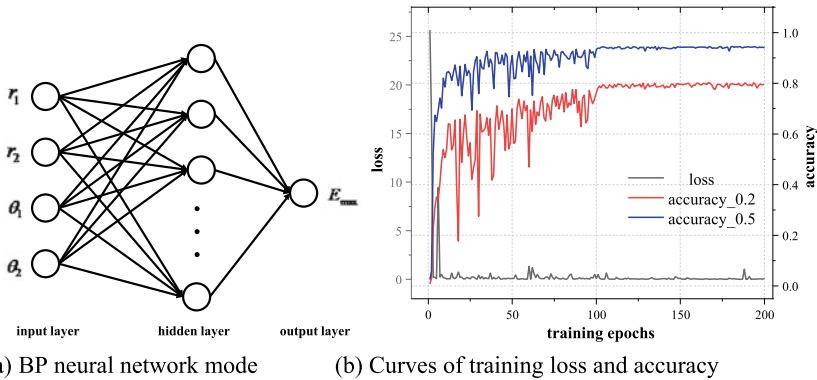 r₁
r₂
θ₁
θ₂
input layer
hidden layer
output layer
loss
25
20
15
10
5
0
1.0
0.8
0.6
0.4
0.2
0.0
accuracy
loss
accuracy_0.2
accuracy_0.5
0
50
100
150
200
training epochs
a) BP neural network mode
(b) Curves of training loss and accuracy